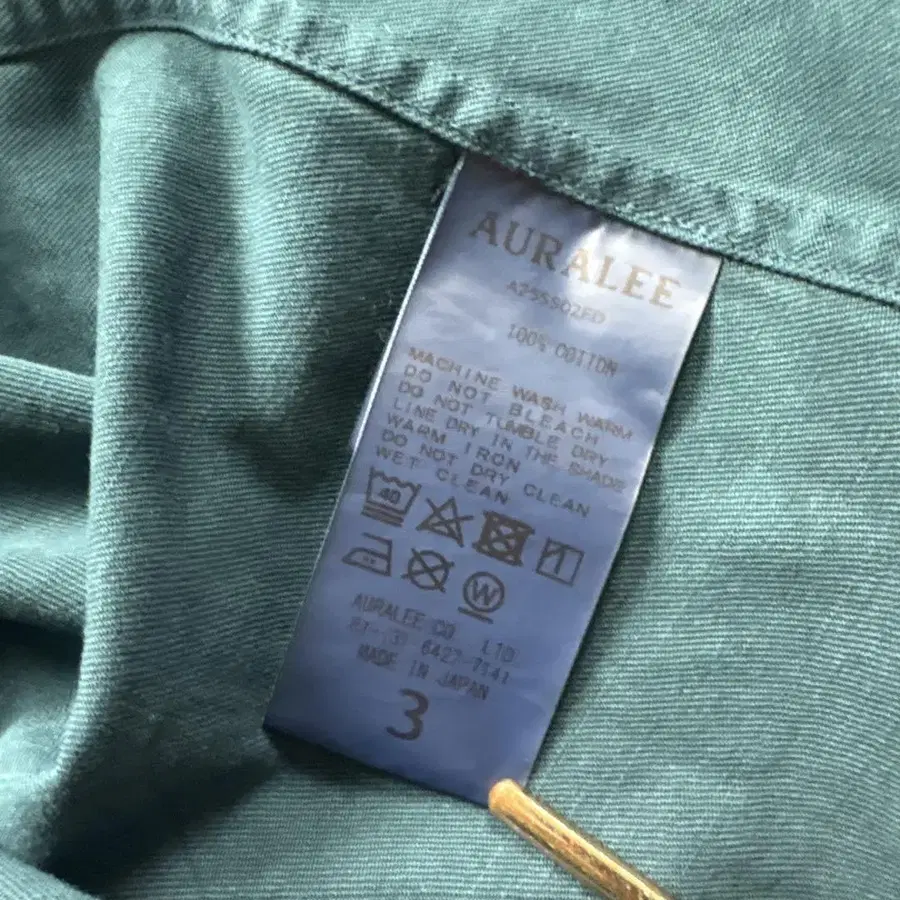 AURALEE
A25SS02FD
100% COTTON
MACHINE WASH WARM
DO NOT BLEACH
DO NOT TUMBLE DRY
LINE DRY IN THE SHADE
WARM IRON
DO NOT DRY CLEAN
WET CLEAN
40
W
AURALEE CO LTD
81-(3) 6427-7141
MADE IN JAPAN
3